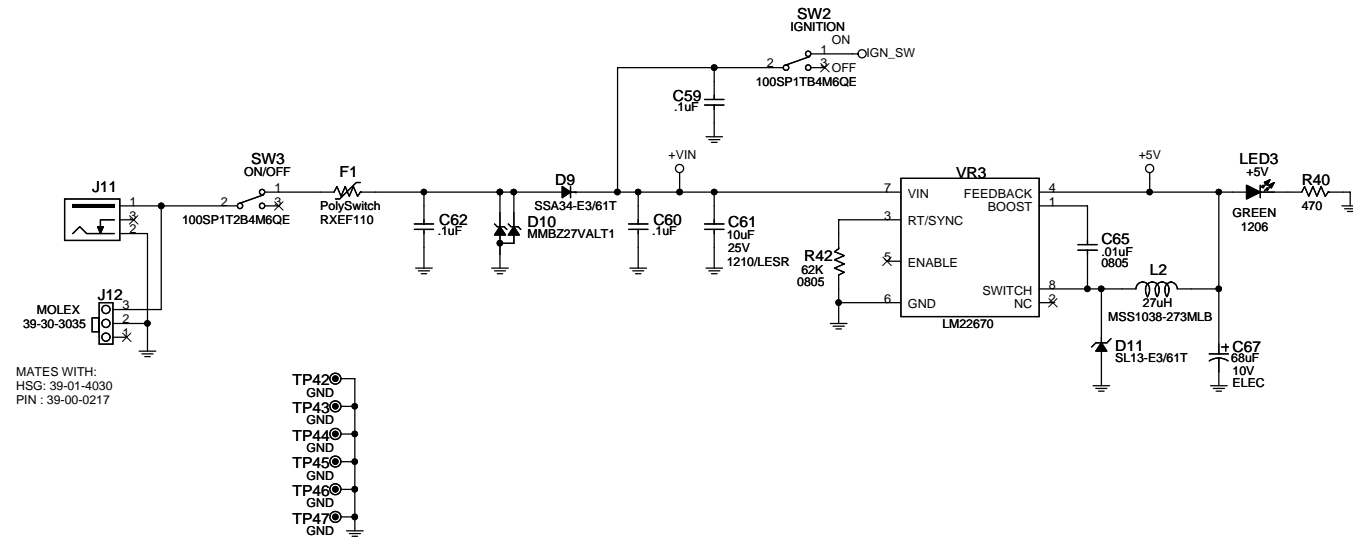 SW2
IGNITION
ON
1
IGN_SW
2
3
OFF
100SP1TB4M6QE
C59
.1uF
SW3
ON/OFF
F1
D9
+VIN
VR3
+5V
LED3
+5V
J11
1
3
2
2
1
3
100SP1T2B4M6QE
PolySwitch
RXEF110
SSA34-E3/61T
C62
.1uF
D10
MMBZ27VALT1
C60
.1uF
C61
10uF
25V
1210/LESR
7
VIN
FEEDBACK
4
BOOST
1
3
RT/SYNC
GREEN
1206
R40
470
R42
62K
0805
5
ENABLE
C65
.01uF
0805
6
GND
SWITCH
8
NC
2
LM22670
L2
27uH
MSS1038-273MLB
J12
MOLEX
39-30-3035
3
2
1
D11
SL13-E3/61T
+
C67
68uF
10V
ELEC
MATES WITH:
HSG: 39-01-4030
PIN : 39-00-0217
TP42
GND
TP43
GND
TP44
GND
TP45
GND
TP46
GND
TP47
GND